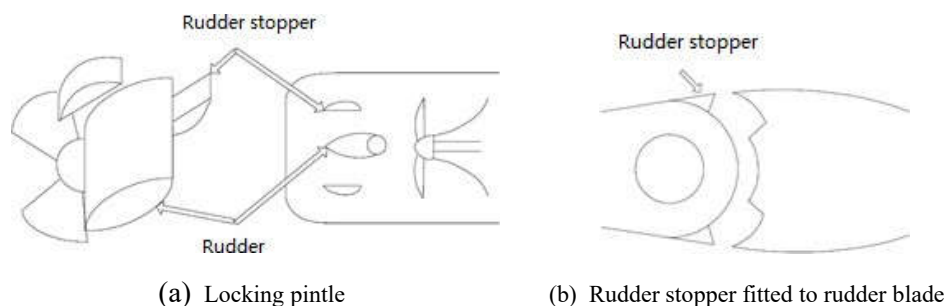 Rudder stopper
Rudder stopper
Rudder
(a) Locking pintle
(b) Rudder stopper fitted to rudder blade